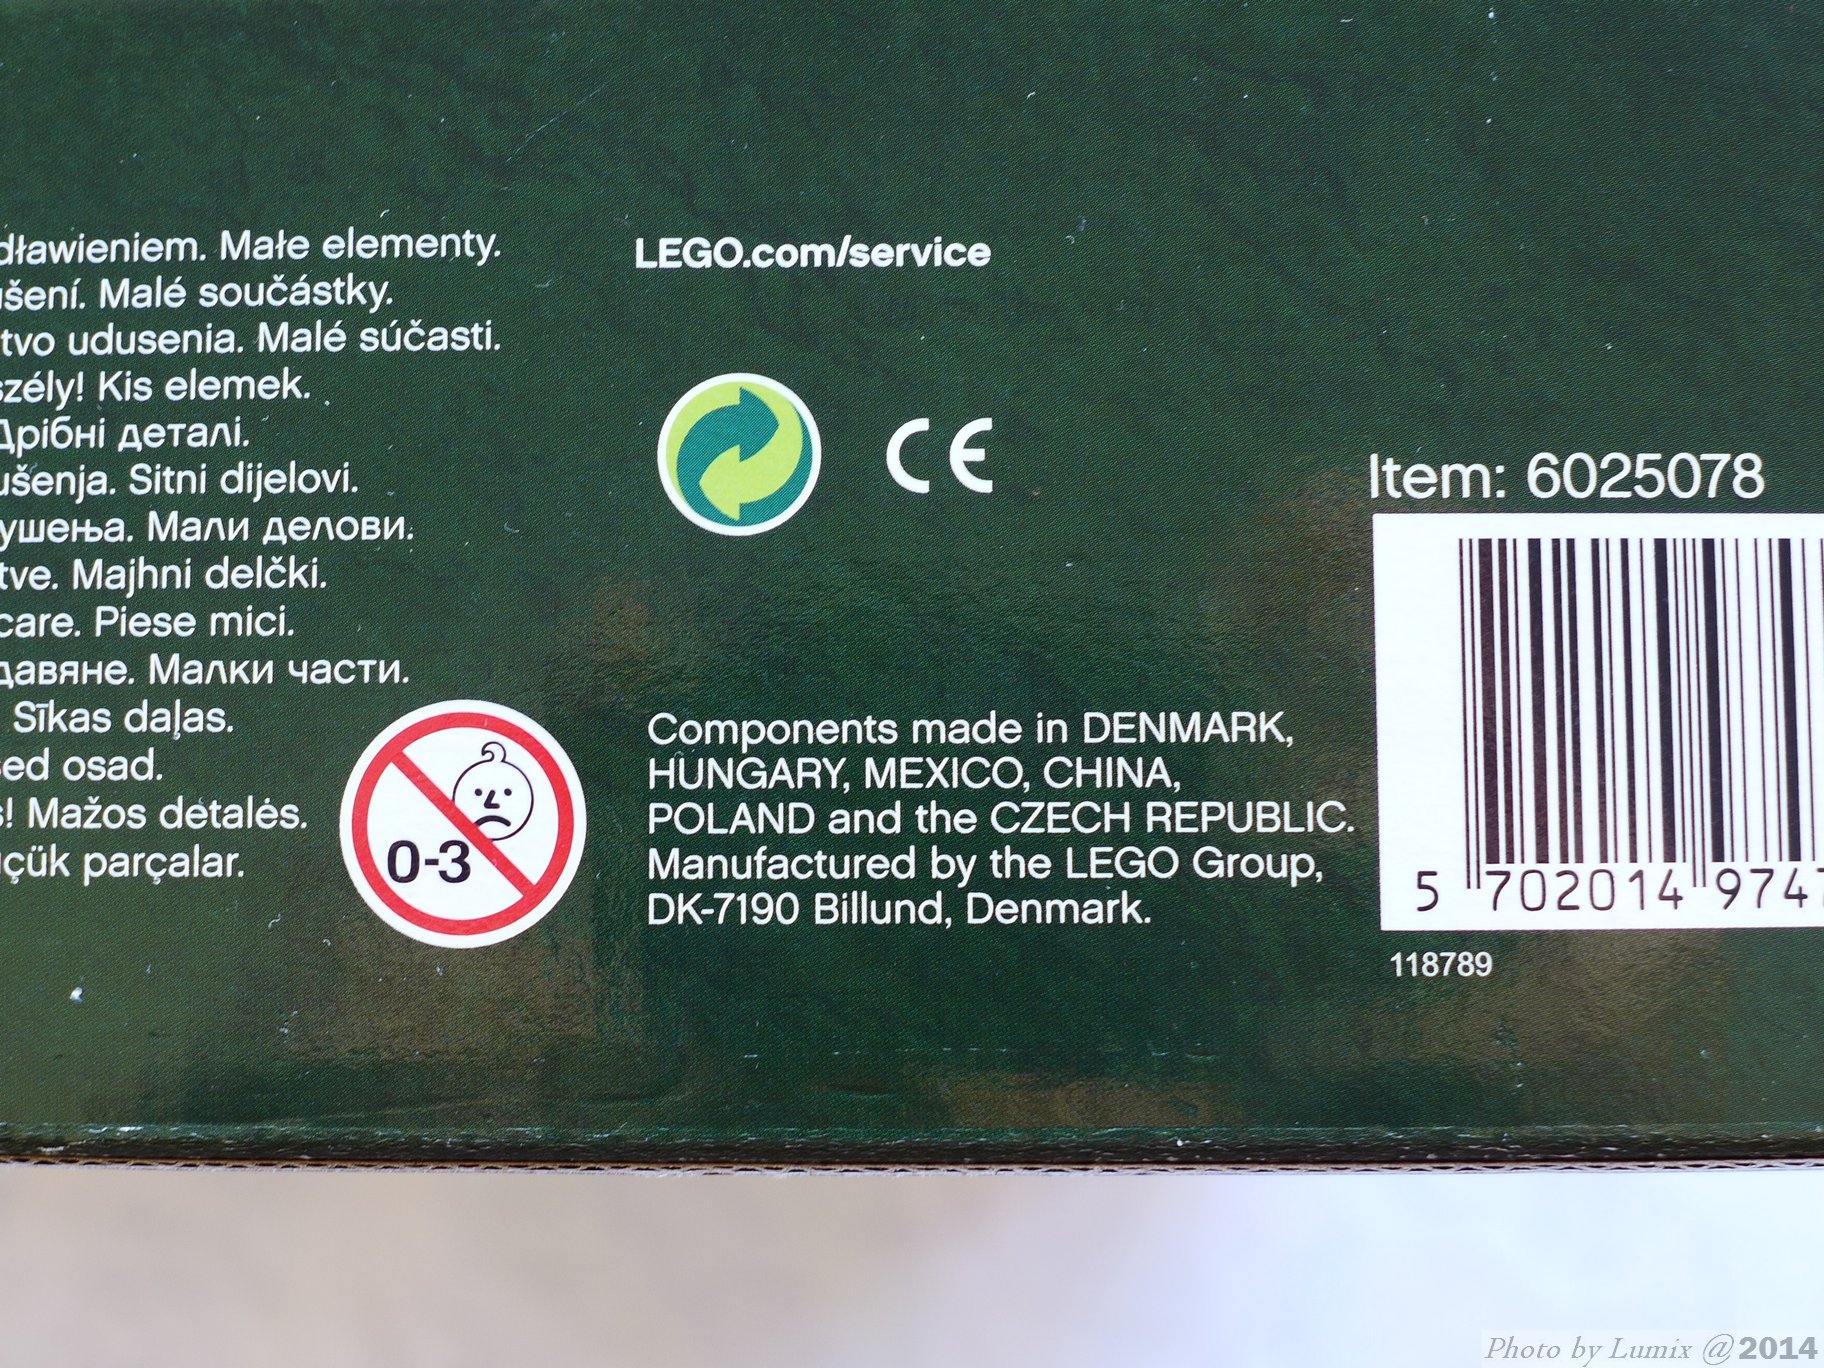 dławieniem. Małe elementy.
šení. Malé součástky.
tvo udusenia. Malé súčasti.
szély! Kis elemek.
Дрібні деталі.
ušenja. Sitni dijelovi.
ушења. Мали делови.
tve. Majhni delčki.
care. Piese mici.
давяне. Малки части.
Sīkas daļas.
sed osad.
s! Mažos detalės.
çük parçalar.
0-3
LEGO.com/service
CE
Components made in DENMARK,
HUNGARY, MEXICO, CHINA,
POLAND and the CZECH REPUBLIC.
Manufactured by the LEGO Group,
DK-7190 Billund, Denmark.
Item: 6025078
5 702014 974
118789
Photo by Lumix @2014